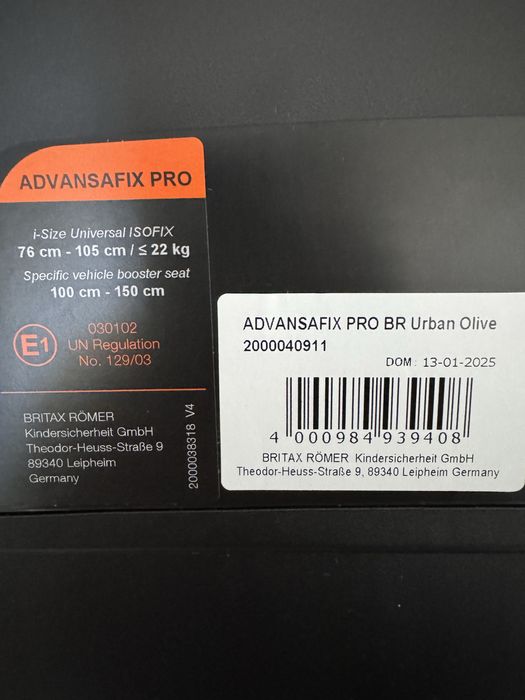 ADVANSAFIX PRO
i-Size Universal ISOFIX
76 cm - 105 cm / ≤ 22 kg
Specific vehicle booster seat
100 cm - 150 cm
E1
030102
UN Regulation
No. 129/03
BRITAX RÖMER
Kindersicherheit GmbH
Theodor-Heuss-Straße 9
89340 Leipheim
Germany
2000038318 V4
ADVANSAFIX PRO BR Urban Olive
2000040911
DOM : 13-01-2025
4 000984 939408
BRITAX RÖMER Kindersicherheit GmbH
Theodor-Heuss-Straße 9, 89340 Leipheim Germany